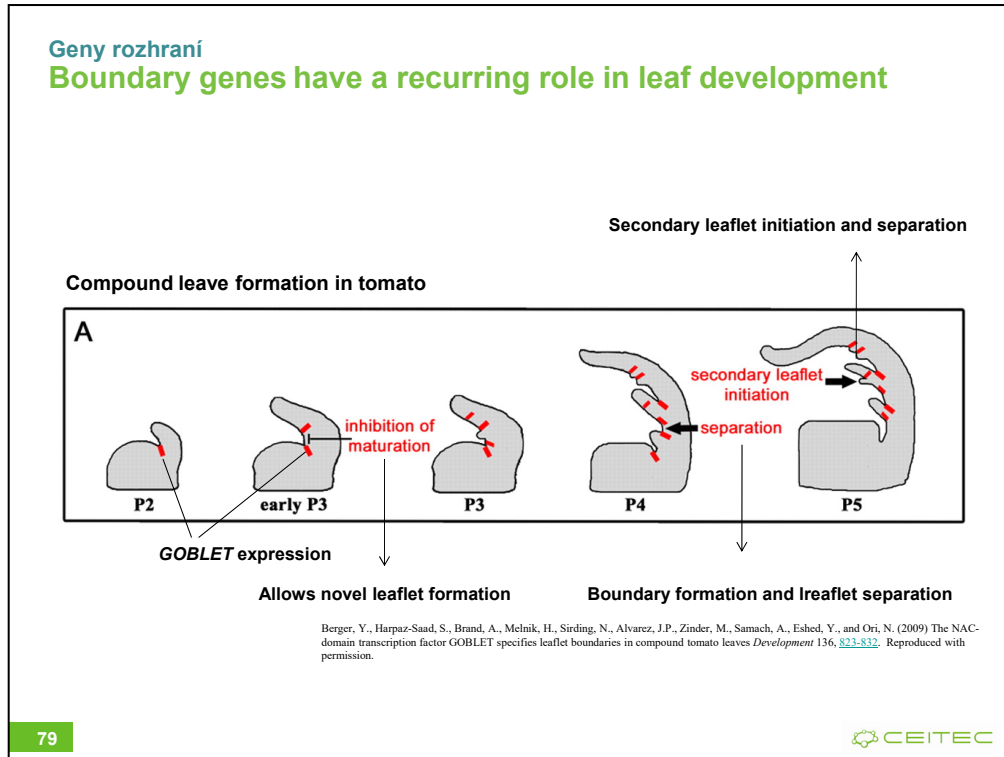 Geny rozhraní
Boundary genes have a recurring role in leaf development
Secondary leaflet initiation and separation
Compound leave formation in tomato
A
secondary leaflet
initiation
inhibition of
maturation
separation
P2
early P3
P3
P4
P5
GOBLET expression
Allows novel leaflet formation
Boundary formation and lreaflet separation
Berger, Y., Harpaz-Saad, S., Brand, A., Melnik, H., Sirding, N., Alvarez, J.P., Zinder, M., Samach, A., Eshed, Y., and Ori, N. (2009) The NAC-
domain transcription factor GOBLET specifies leaflet boundaries in compound tomato leaves Development 136, 823-832. Reproduced with
permission.
79
CEITEC